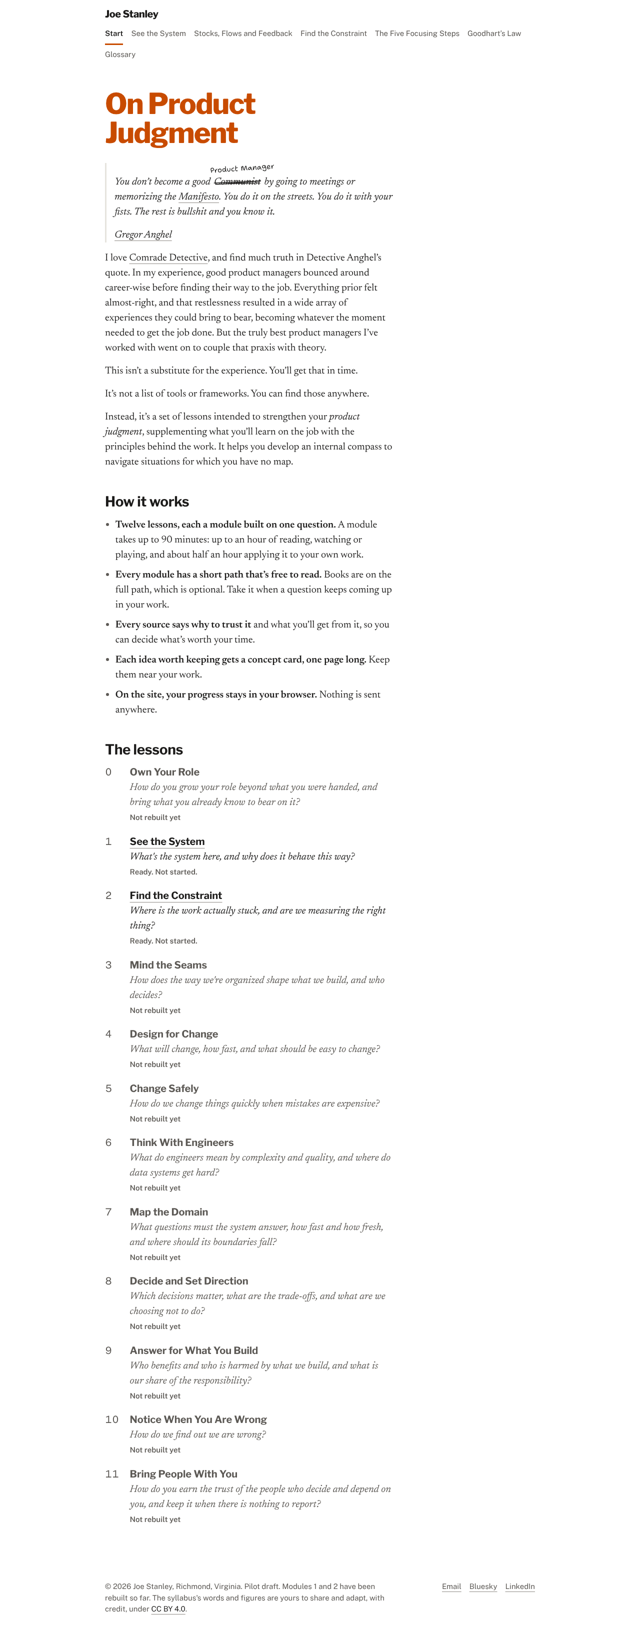 Joe Stanley
Start See the System Stocks, Flows and Feedback Find the Constraint The Five Focusing Steps Goodhart's Law
Glossary
On Product
Judgment
Product Manager
You don't become a good Communist by going to meetings or
memorizing the Manifesto. You do it on the streets. You do it with your
fists. The rest is bullshit and you know it.
Gregor Anghel
I love Comrade Detective, and find much truth in Detective Anghel's
quote. In my experience, good product managers bounced around
career-wise before finding their way to the job. Everything prior felt
almost-right, and that restlessness resulted in a wide array of
experiences they could bring to bear, becoming whatever the moment
needed to get the job done. But the truly best product managers I've
worked with went on to couple that praxis with theory.
This isn't a substitute for the experience. You'll get that in time.
It's not a list of tools or frameworks. You can find those anywhere.
Instead, it's a set of lessons intended to strengthen your product
judgment, supplementing what you'll learn on the job with the
principles behind the work. It helps you develop an internal compass to
navigate situations for which you have no map.
How it works
• Twelve lessons, each a module built on one question. A module
takes up to 90 minutes: up to an hour of reading, watching or
playing, and about half an hour applying it to your own work.
• Every module has a short path that's free to read. Books are on the
full path, which is optional. Take it when a question keeps coming up
in your work.
• Every source says why to trust it and what you'll get from it, so you
can decide what's worth your time.
• Each idea worth keeping gets a concept card, one page long. Keep
them near your work.
• On the site, your progress stays in your browser. Nothing is sent
anywhere.
The lessons
0 Own Your Role
How do you grow your role beyond what you were handed, and
bring what you already know to bear on it?
Not rebuilt yet
1 See the System
What's the system here, and why does it behave this way?
Ready. Not started.
2 Find the Constraint
Where is the work actually stuck, and are we measuring the right
thing?
Ready. Not started.
3 Mind the Seams
How does the way we're organized shape what we build, and who
decides?
Not rebuilt yet
4 Design for Change
What will change, how fast, and what should be easy to change?
Not rebuilt yet
5 Change Safely
How do we change things quickly when mistakes are expensive?
Not rebuilt yet
6 Think With Engineers
What do engineers mean by complexity and quality, and where do
data systems get hard?
Not rebuilt yet
7 Map the Domain
What questions must the system answer, how fast and how fresh,
and where should its boundaries fall?
Not rebuilt yet
8 Decide and Set Direction
Which decisions matter, what are the trade-offs, and what are we
choosing not to do?
Not rebuilt yet
9 Answer for What You Build
Who benefits and who is harmed by what we build, and what is
our share of the responsibility?
Not rebuilt yet
10 Notice When You Are Wrong
How do we find out we are wrong?
Not rebuilt yet
11 Bring People With You
How do you earn the trust of the people who decide and depend on
you, and keep it when there is nothing to report?
Not rebuilt yet
© 2026 Joe Stanley, Richmond, Virginia. Pilot draft. Modules 1 and 2 have been
rebuilt so far. The syllabus's words and figures are yours to share and adapt, with
credit, under CC BY 4.0.
Email Bluesky LinkedIn